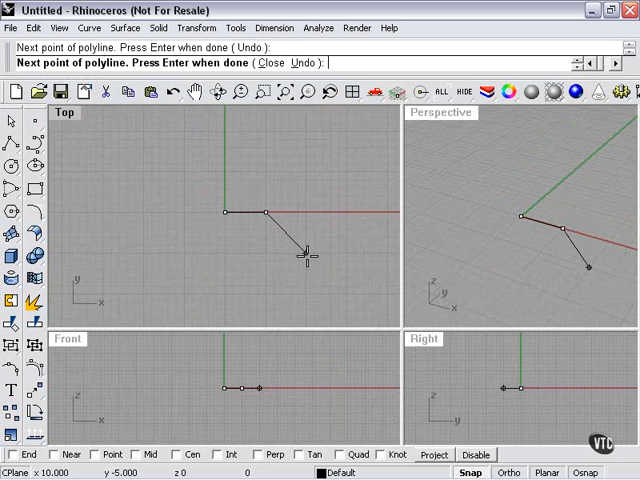 Untitled - Rhinoceros (Not For Resale)
File Edit View Curve Surface Solid Transform Tools Dimension Analyze Render Help
Next point of polyline. Press Enter when done ( Undo ):
Next point of polyline. Press Enter when done ( Close Undo ):
ALL HIDE
Top
Perspective
y
x
z
y
x
Front
Right
z
x
z
y
T
VTC
End Near Point Mid Cen Int Perp Tan Quad Knot Project Disable
CPlane x 10.000 y -5.000 z 0 0 Default Snap Ortho Planar Osnap